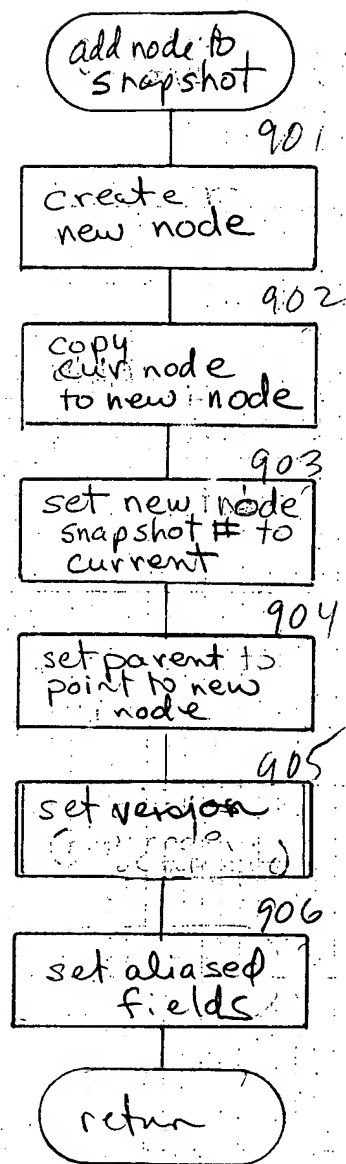 add node to
snapshot
901
create
new node
902
copy
cur node
to new node
903
set new node
snapshot # to
current
904
set parent to
point to new
node
905
set version
906
set aliased
fields
return